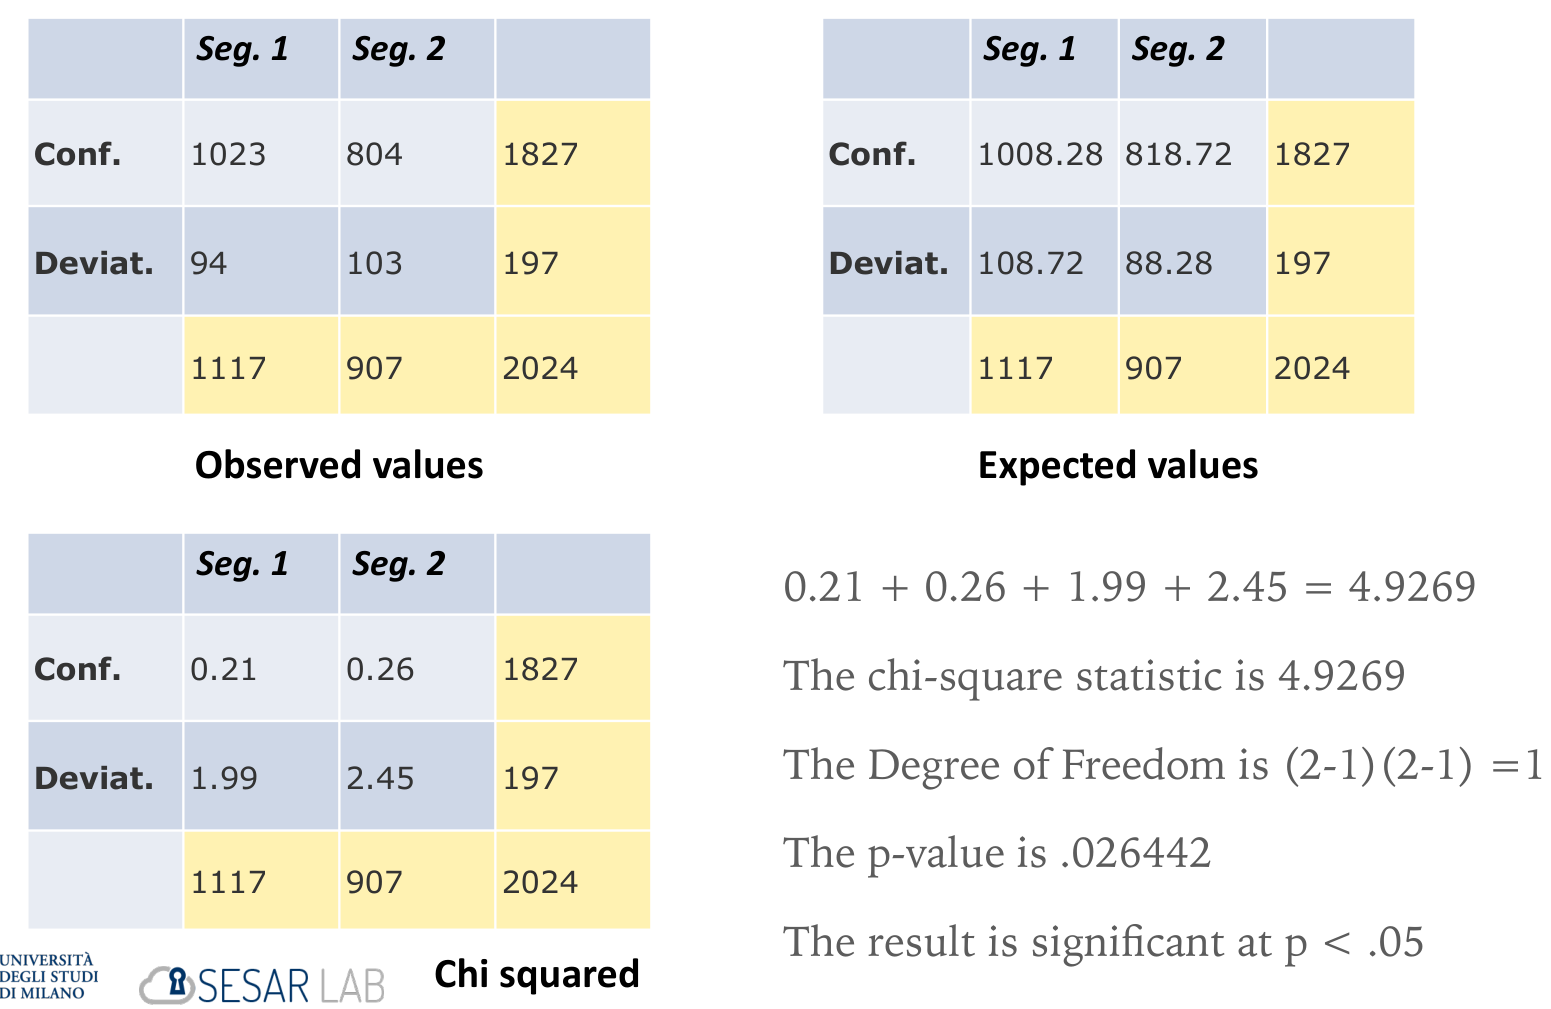 Seg. 1 Seg. 2
Conf. 1023 804 1827
Deviat. 94 103 197
1117 907 2024
Observed values
Seg. 1 Seg. 2
Conf. 1008.28 818.72 1827
Deviat. 108.72 88.28 197
1117 907 2024
Expected values
Seg. 1 Seg. 2
Conf. 0.21 0.26 1827
Deviat. 1.99 2.45 197
1117 907 2024
Chi squared
0.21 + 0.26 + 1.99 + 2.45 = 4.9269
The chi-square statistic is 4.9269
The Degree of Freedom is (2-1)(2-1) =1
The p-value is .026442
The result is significant at p < .05
UNIVERSITÀ
DEGLI STUDI
DI MILANO
SESAR LAB